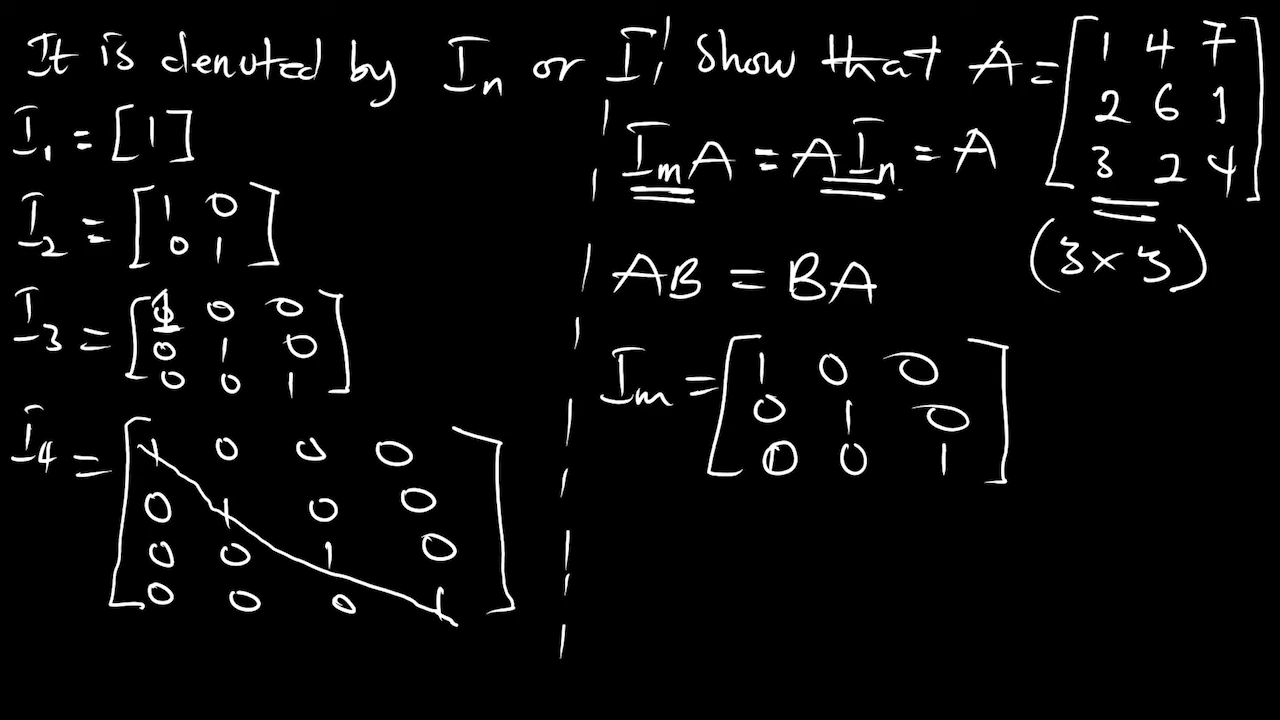 It is denoted by Iₙ or I
I₁ = [1]
I₂ = [1 0
0 1]
I₃ = [1 0 0
0 1 0
0 0 1]
I₄ = [1 0 0 0
0 1 0 0
0 0 1 0
0 0 0 1]
Show that A = [1 4 7
2 6 1
3 2 4]
(3×3)
IₘA = AIₙ = A
AB = BA
Iₘ = [1 0 0
0 1 0
0 0 1]